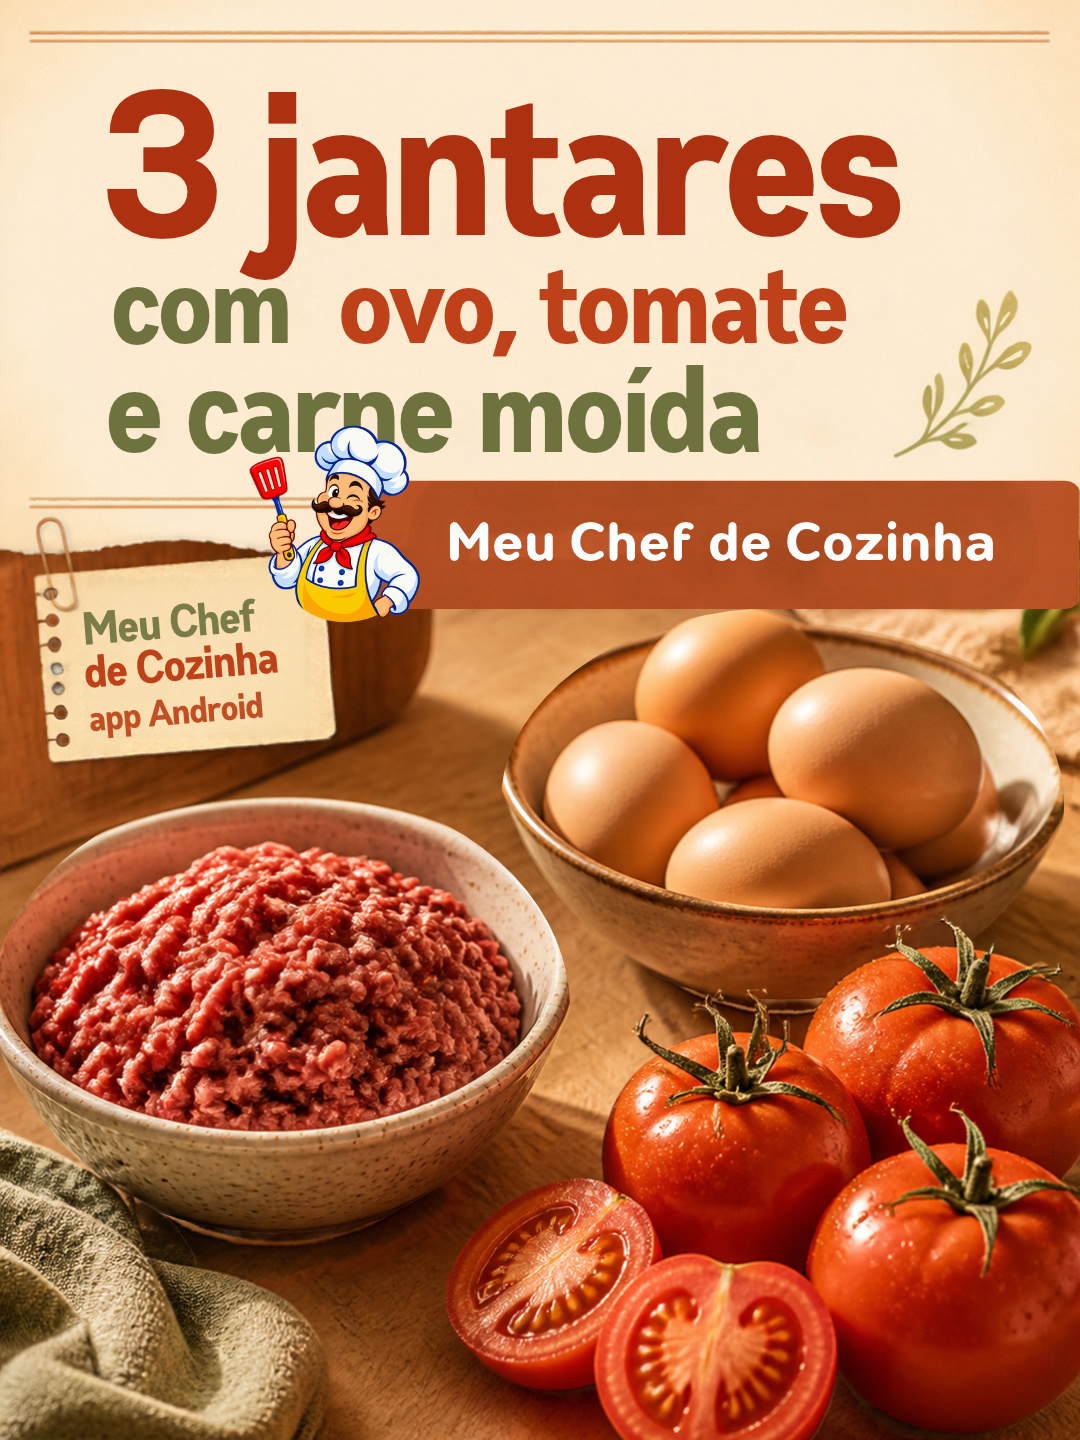 3 jantares
com ovo, tomate
e carne moída
Meu Chef de Cozinha
Meu Chef
de Cozinha
app Android